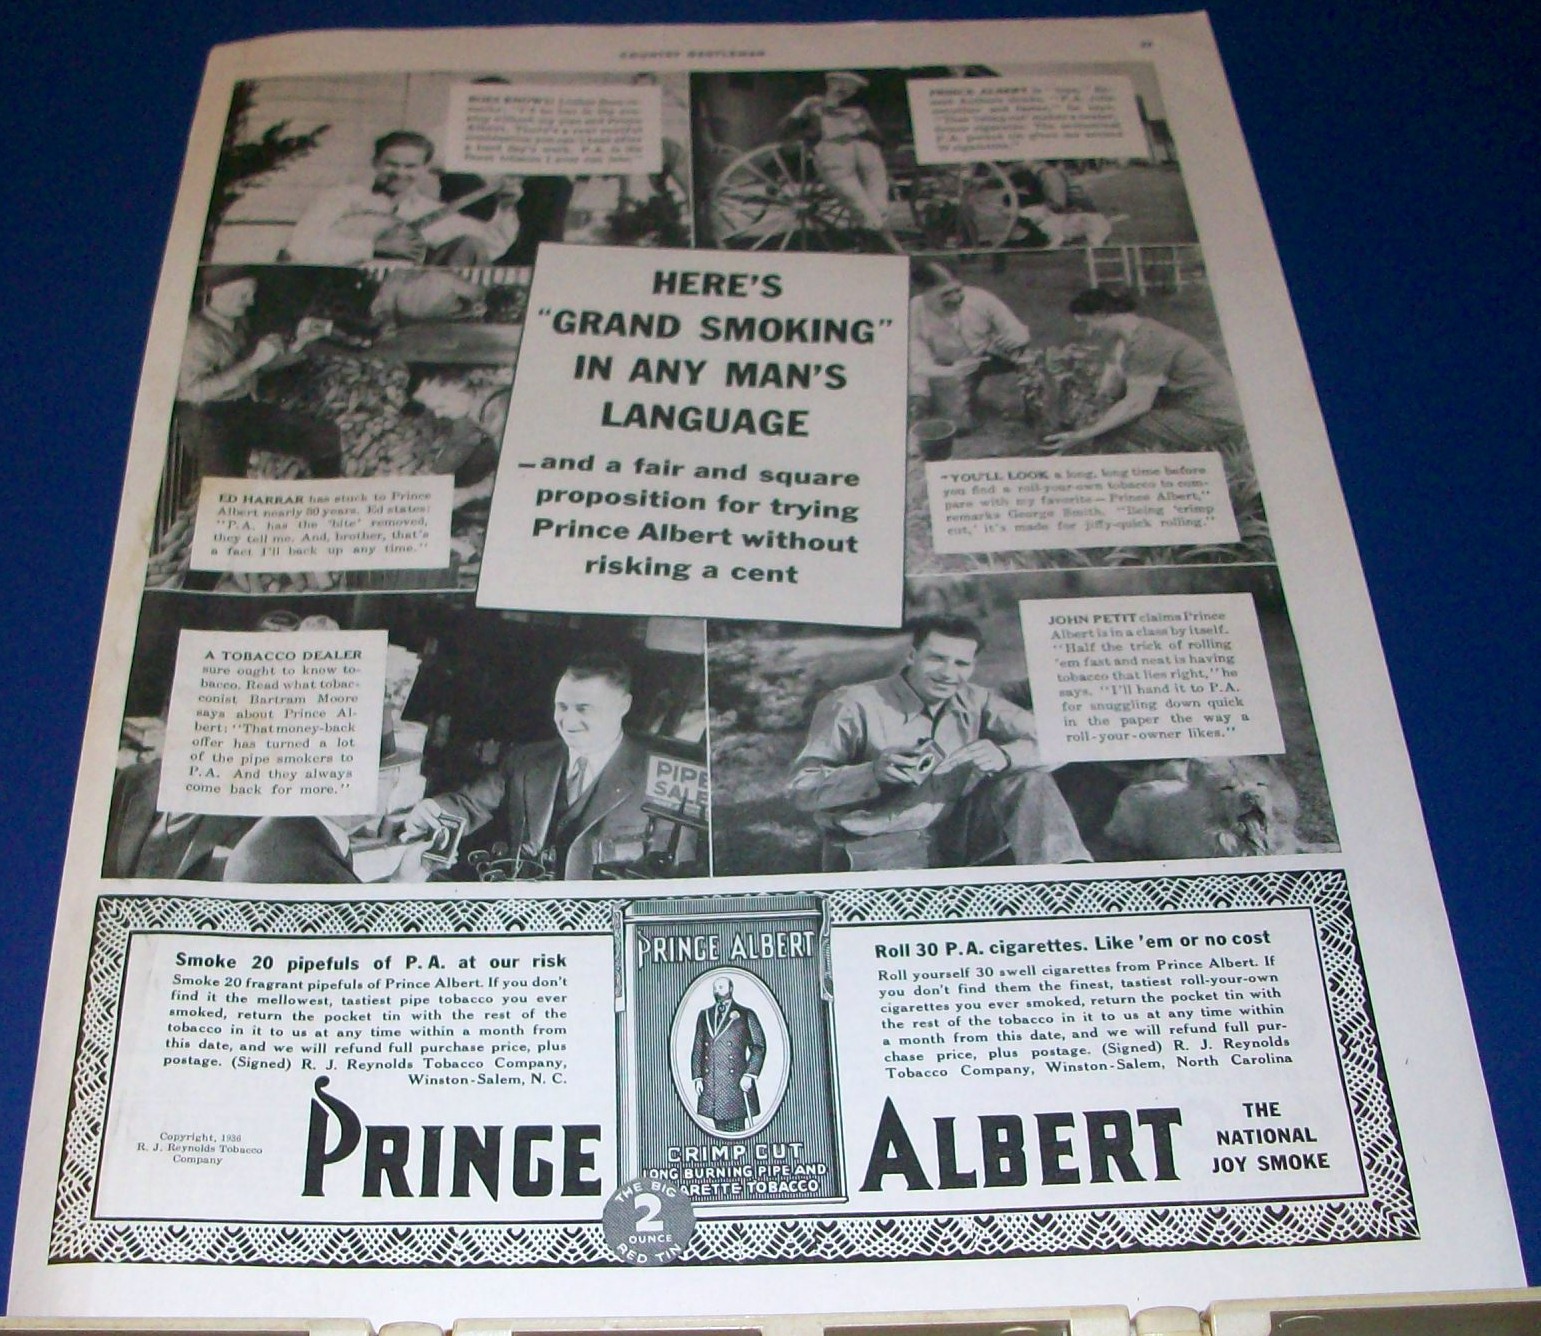 COUNTRY GENTLEMAN
PRINCE ALBERT is
HERE'S
"GRAND SMOKING"
IN ANY MAN'S
LANGUAGE
—and a fair and square
proposition for trying
Prince Albert without
risking a cent
ED HARRAR has stuck to Prince
Albert nearly 30 years. Ed states:
"P.A. has the 'bite' removed,
they tell me. And, brother, that's
a fact I'll back up any time."
"YOU'LL LOOK a long, long time before
you find a roll-your-own tobacco to com-
pare with my favorite—Prince Albert,"
remarks George Smith. "Being 'crimp
cut,' it's made for jiffy-quick rolling."
A TOBACCO DEALER
sure ought to know to-
bacco. Read what tobac-
conist Bartram Moore
says about Prince Al-
bert: "That money-back
offer has turned a lot
of the pipe smokers to
P.A. And they always
come back for more."
PIPE
SALE
JOHN PETIT claims Prince
Albert is in a class by itself.
"Half the trick of rolling
'em fast and neat is having
tobacco that lies right," he
says. "I'll hand it to P.A.
for snuggling down quick
in the paper the way a
roll-your-owner likes."
Smoke 20 pipefuls of P.A. at our risk
Smoke 20 fragrant pipefuls of Prince Albert. If you don't
find it the mellowest, tastiest pipe tobacco you ever
smoked, return the pocket tin with the rest of the
tobacco in it to us at any time within a month from
this date, and we will refund full purchase price, plus
postage. (Signed) R. J. Reynolds Tobacco Company,
Winston-Salem, N. C.
PRINCE ALBERT
CRIMP CUT
LONG BURNING PIPE AND
ARETTE TOBACCO
THE BIG
2
OUNCE
RED TIN
Roll 30 P.A. cigarettes. Like 'em or no cost
Roll yourself 30 swell cigarettes from Prince Albert. If
you don't find them the finest, tastiest roll-your-own
cigarettes you ever smoked, return the pocket tin with
the rest of the tobacco in it to us at any time within
a month from this date, and we will refund full pur-
chase price, plus postage. (Signed) R. J. Reynolds
Tobacco Company, Winston-Salem, North Carolina
Copyright, 1936
R. J. Reynolds Tobacco
Company
PRINCE ALBERT
THE
NATIONAL
JOY SMOKE